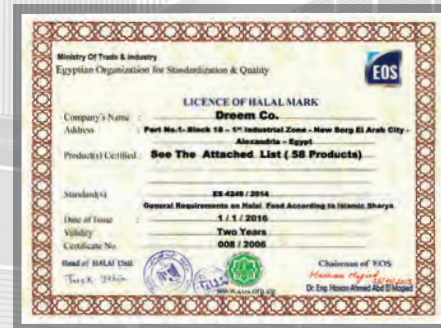 Ministry Of Trade & industry
Egyptian Organization for Standardization & Quality
EOS
LICENCE OF HALAL MARK
Company's Name : Dreem Co.
Address : Part No.1- Block 18 – 1st Industrial Zone - New Borg El Arab City -
Alexandria – Egypt
Product(s) Certified : See The Attached List ( 58 Products)
Standard(s) ES 4249 / 2014
General Requirements on Halal Food According to Islamic Sharya
Date of Issue : 1 / 1 / 2016
Validity Two Years
Certificate No. 008 / 2006
Head of HALAL Unit
Chairman of EOS
www.eos.org.eg
Dr. Eng. Hassan Ahmed Abd El Maged